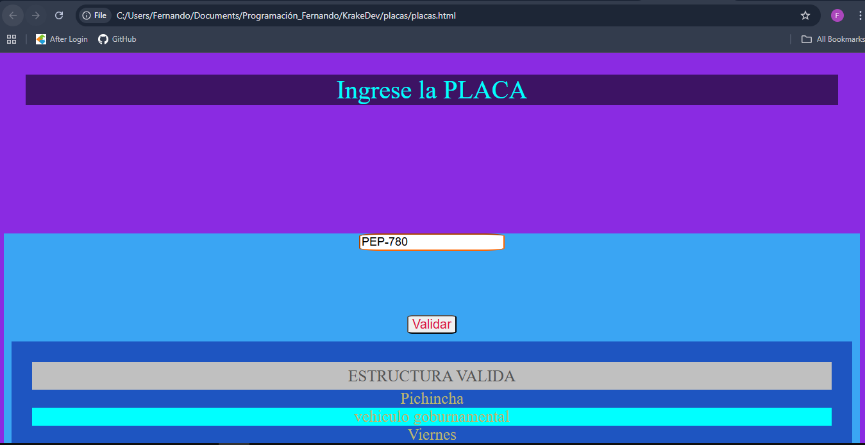 File
C:/Users/Fernando/Documents/Programación_Fernando/KrakeDev/placas/placas.html
F
After Login
GitHub
All Bookmarks
Ingrese la PLACA
PEP-780
Validar
ESTRUCTURA VALIDA
Pichincha
vehiculo goburnamental
Viernes